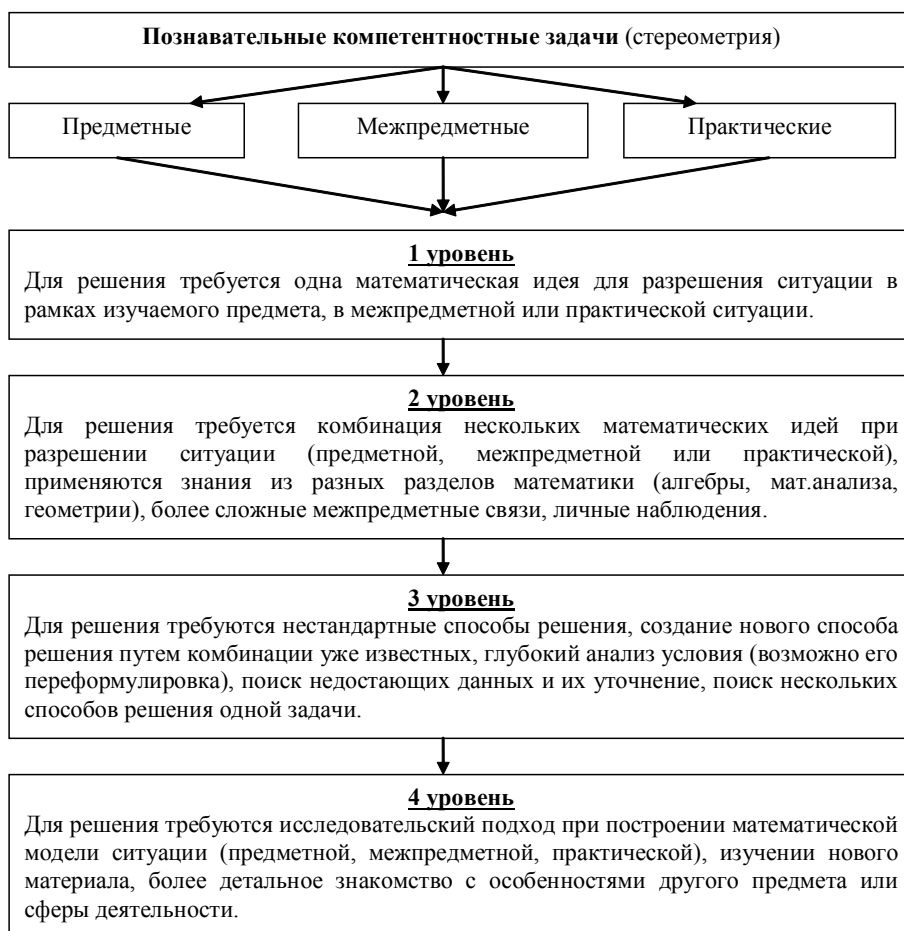 Познавательные компетентностные задачи (стереометрия)
Предметные
Межпредметные
Практические
1 уровень
Для решения требуется одна математическая идея для разрешения ситуации в
рамках изучаемого предмета, в межпредметной или практической ситуации.
2 уровень
Для решения требуется комбинация нескольких математических идей при
разрешении ситуации (предметной, межпредметной или практической),
применяются знания из разных разделов математики (алгебры, мат.анализа,
геометрии), более сложные межпредметные связи, личные наблюдения.
3 уровень
Для решения требуются нестандартные способы решения, создание нового способа
решения путем комбинации уже известных, глубокий анализ условия (возможно его
переформулировка), поиск недостающих данных и их уточнение, поиск нескольких
способов решения одной задачи.
4 уровень
Для решения требуются исследовательский подход при построении математической
модели ситуации (предметной, межпредметной, практической), изучении нового
материала, более детальное знакомство с особенностями другого предмета или
сферы деятельности.